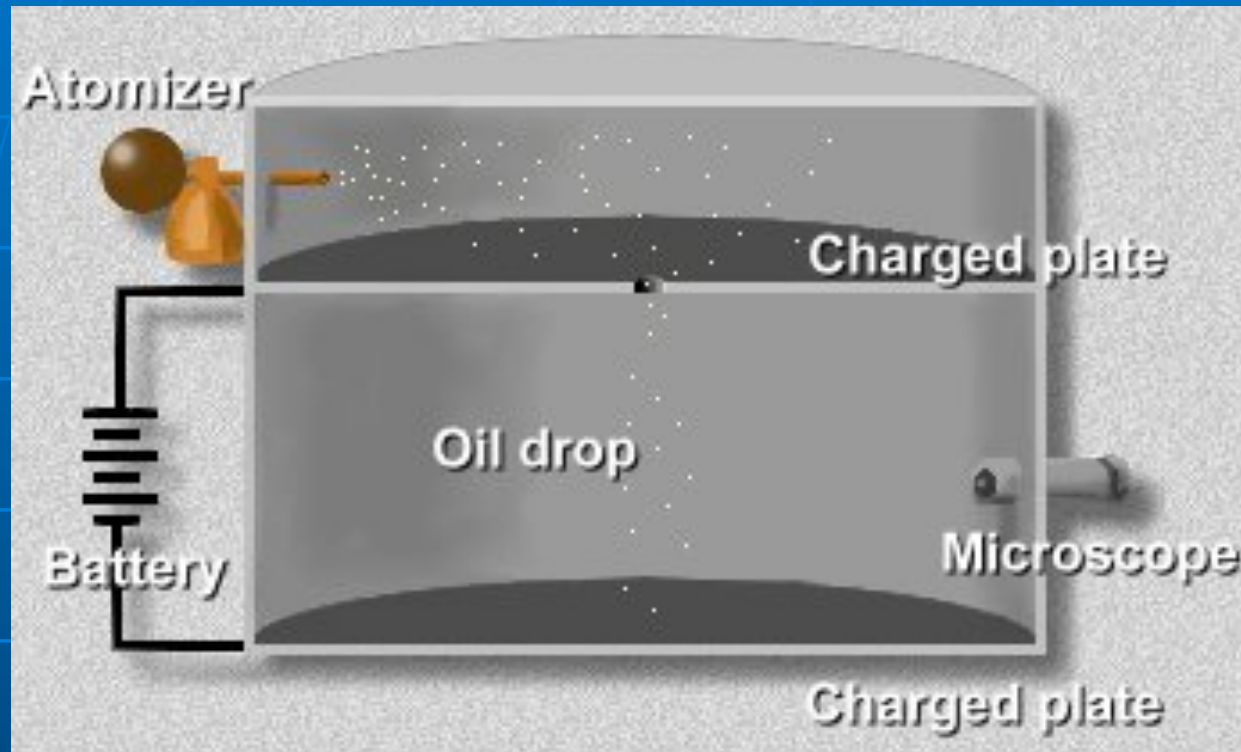 Atomizer
Charged plate
Oil drop
Battery
Microscope
Charged plate